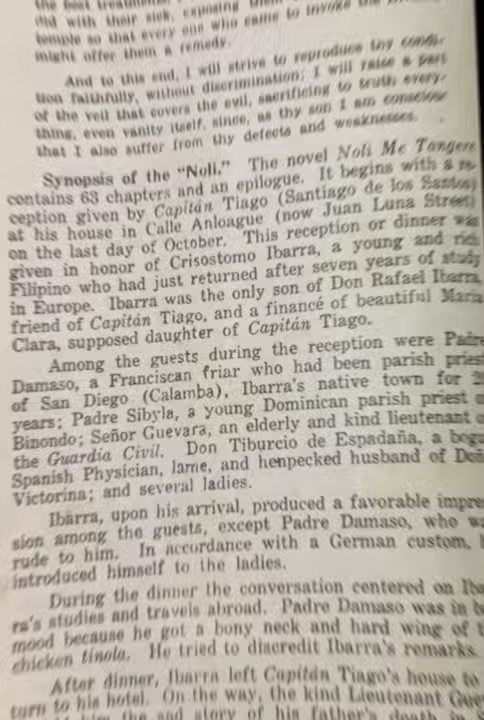 the best
old with their sick, exposing them
temple so that every one who came to invoke the
might offer them a remedy.
And to this end, I will strive to reproduce thy condi-
tion faithfully, without discrimination; I will raise a part
of the veil that covers the evil, sacrificing to truth every-
thing, even vanity itself, since, as thy son I am conscious
that I also suffer from thy defects and weaknesses.
Synopsis of the "Noli." The novel Noli Me Tangere
contains 63 chapters and an epilogue. It begins with a re-
ception given by Capitán Tiago (Santiago de los Santos)
at his house in Calle Anloague (now Juan Luna Street)
on the last day of October. This reception or dinner was
given in honor of Crisostomo Ibarra, a young and rich
Filipino who had just returned after seven years of study
in Europe. Ibarra was the only son of Don Rafael Ibarra,
friend of Capitán Tiago, and a financé of beautiful Maria
Clara, supposed daughter of Capitán Tiago.
Among the guests during the reception were Padre
Damaso, a Franciscan friar who had been parish priest
of San Diego (Calamba), Ibarra's native town for
years; Padre Sibyla, a young Dominican parish priest
Binondo; Señor Guevara, an elderly and kind lieutenant
the Guardia Civil. Don Tiburcio de Espadaña, a
Spanish Physician, lame, and henpecked husband of
Victorina; and several ladies.
Ibarra, upon his arrival, produced a favorable impres
sion among the guests, except Padre Damaso, who
rude to him. In accordance with a German custom,
introduced himself to the ladies.
During the dinner the conversation centered on
ra's studies and travels abroad. Padre Damaso was in
mood because he got a bony neck and hard wing of
chicken tinola. He tried to discredit Ibarra's remarks.
After dinner, Ibarra left Capitán Tiago's house to
turn to his hotel. On the way, the kind Lieutenant
the sad story of his father's death